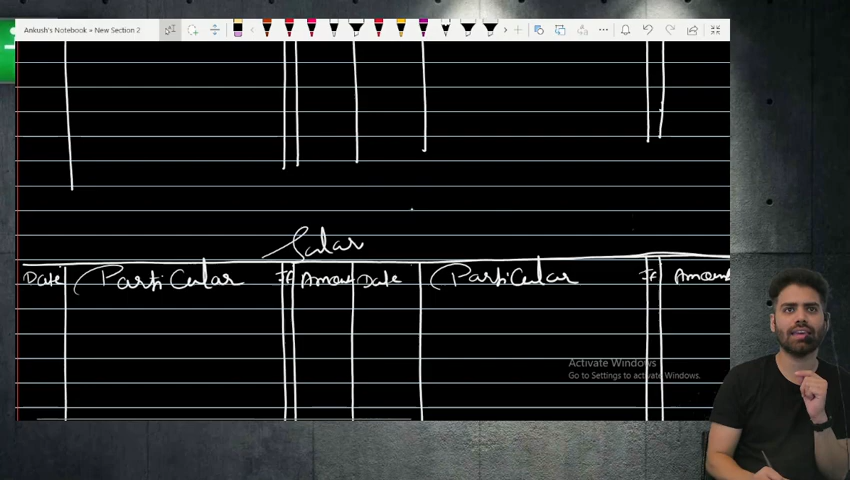 Ankush's Notebook » New Section 2
Salar
Date Particular JF Amount Date Particular JF Amount
Activate Windows
Go to Settings to activate Windows.